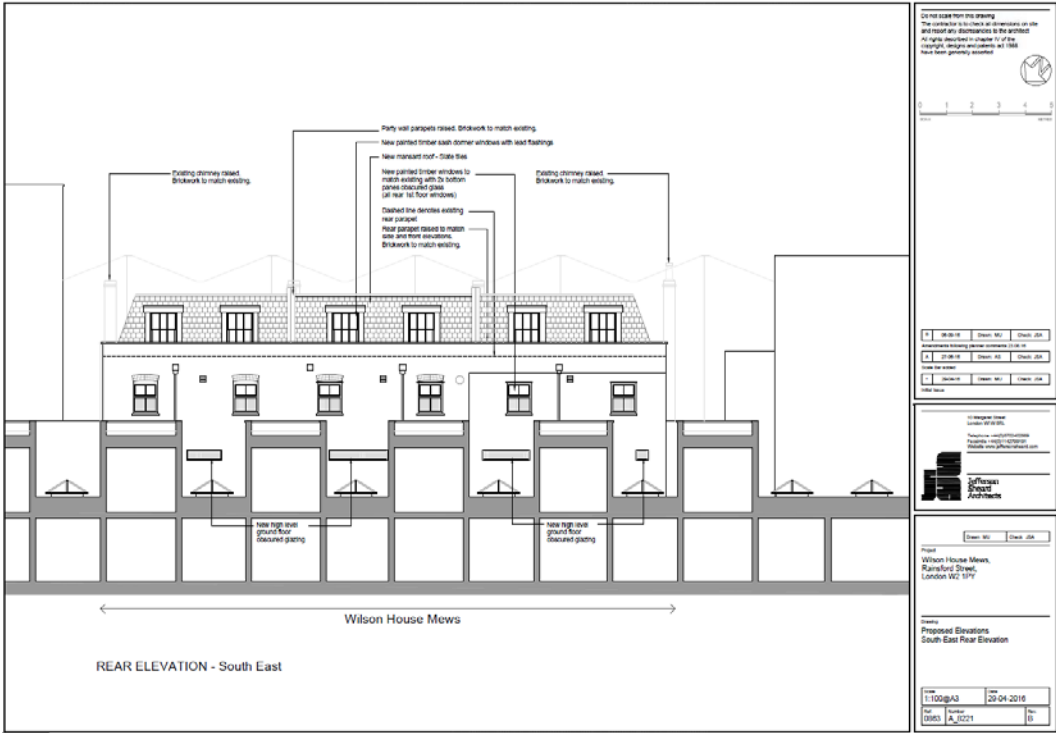 Party wall parapets raised. Brickwork to match existing.
New painted timber sash dormer windows with lead flashings
New mansard roof - Slate tiles
Existing chimney raised.
Brickwork to match existing.
New painted timber windows to
match existing with 2x bottom
panes obscured glass
(all rear 1st floor windows)
Existing chimney raised.
Brickwork to match existing.
Dashed line denotes existing
rear parapet
Rear parapet raised to match
side and front elevations.
Brickwork to match existing.
New high level
ground floor
obscured glazing
New high level
ground floor
obscured glazing
Wilson House Mews
REAR ELEVATION - South East
Do not scale from this drawing
The contractor is to check all dimensions on site
and report any discrepancies to the architect
All rights described in chapter IV of the
copyright, designs and patents act 1988
have been generally asserted
0 1 2 3 4 5
B Drawn: MU Check: JSA
Amendments following planner comments
A 27-06-16 Drawn: AS Check: JSA
Scale Bar added
- Drawn: MU Check: JSA
Initial Issue
10 Margaret Street
London
Jefferson
Sheard
Architects
Drawn: MU Check: JSA
Project
Wilson House Mews,
Rainsford Street,
London W2 1PY
Drawing
Proposed Elevations
South-East Rear Elevation
Scale Date
1:100@A3 29-04-2016
Ref. Number Rev.
A_0221 B